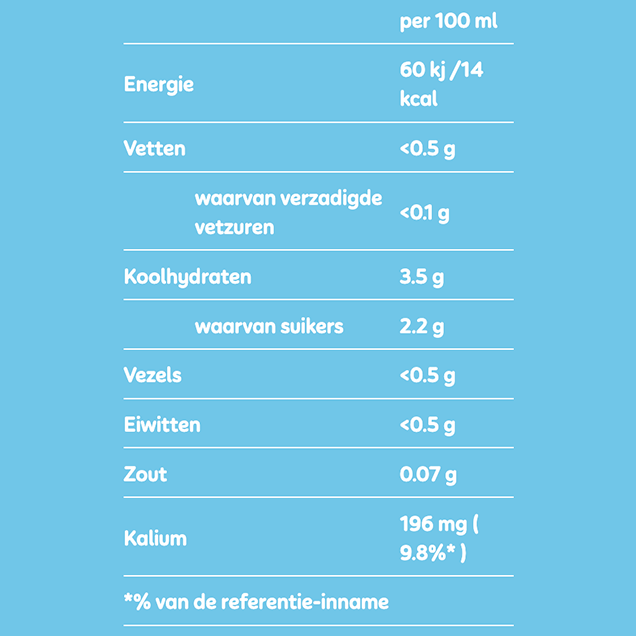 per 100 ml
Energie 60 kj /14
kcal
Vetten <0.5 g
waarvan verzadigde
vetzuren <0.1 g
Koolhydraten 3.5 g
waarvan suikers 2.2 g
Vezels <0.5 g
Eiwitten <0.5 g
Zout 0.07 g
Kalium 196 mg (
9.8%* )
*% van de referentie-inname